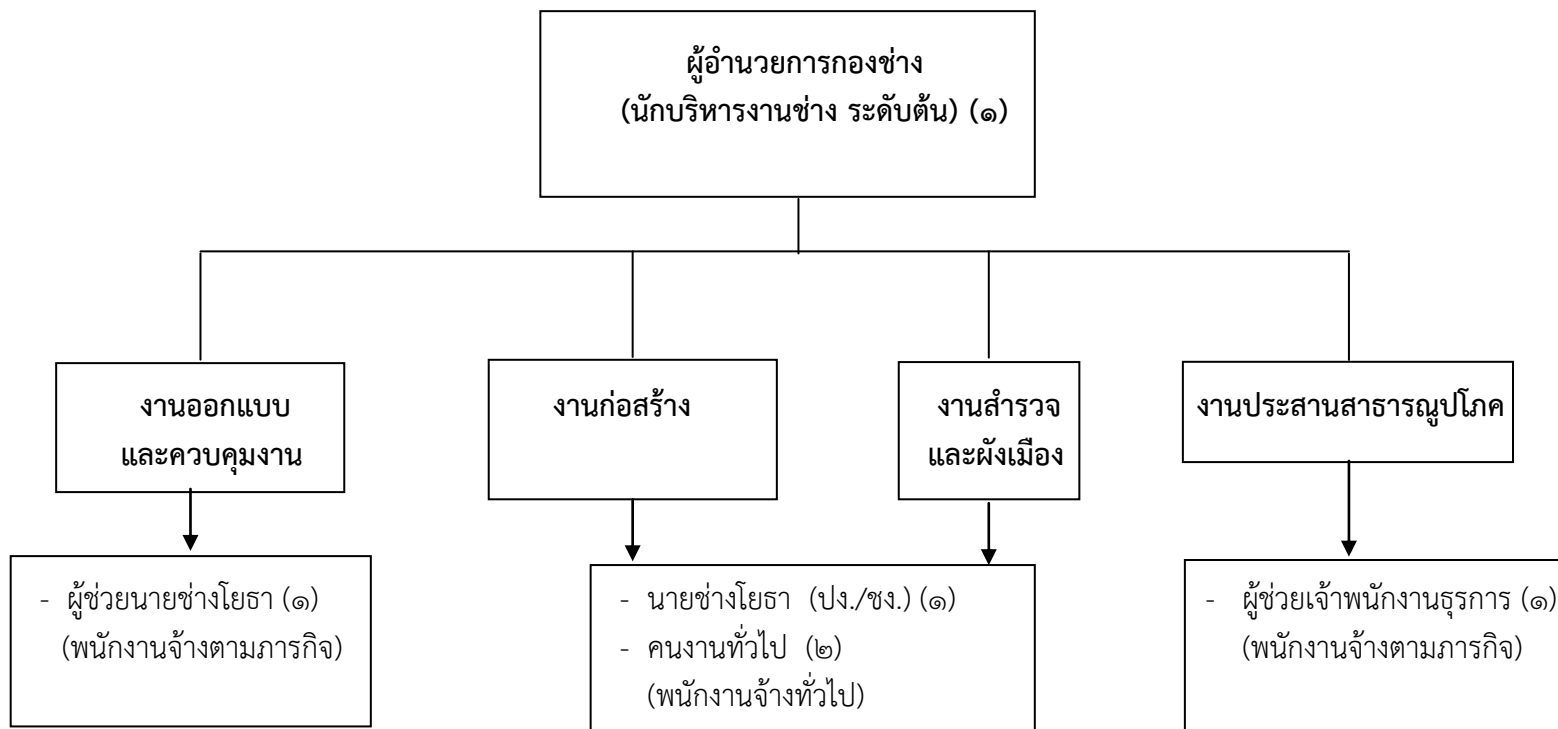 ผู้อำนวยการกองช่าง
(นักบริหารงานช่าง ระดับต้น) (๑)
งานออกแบบ
และควบคุมงาน
งานก่อสร้าง
งานสำรวจ
และผังเมือง
งานประสานสาธารณูปโภค
- ผู้ช่วยนายช่างโยธา (๑)
(พนักงานจ้างตามภารกิจ)
- นายช่างโยธา (ปง./ชง.) (๑)
- คนงานทั่วไป (๒)
(พนักงานจ้างทั่วไป)
- ผู้ช่วยเจ้าพนักงานธุรการ (๑)
(พนักงานจ้างตามภารกิจ)